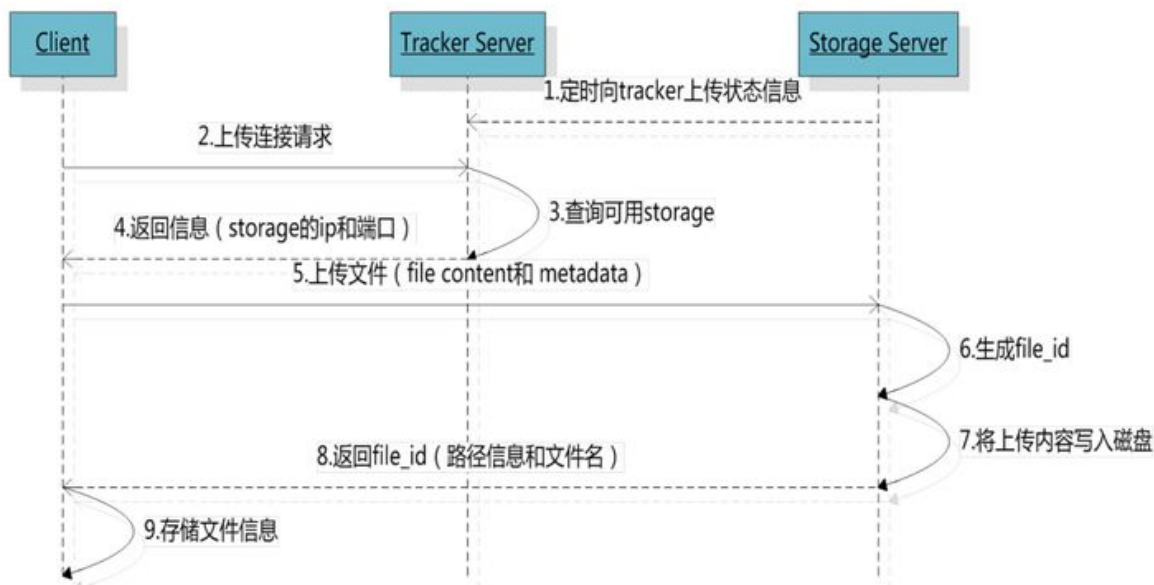 Client
Tracker Server
Storage Server
1.定时向tracker上传状态信息
2.上传连接请求
3.查询可用storage
4.返回信息（storage的ip和端口）
5.上传文件（file content和 metadata）
6.生成file_id
7.将上传内容写入磁盘
8.返回file_id（路径信息和文件名）
9.存储文件信息